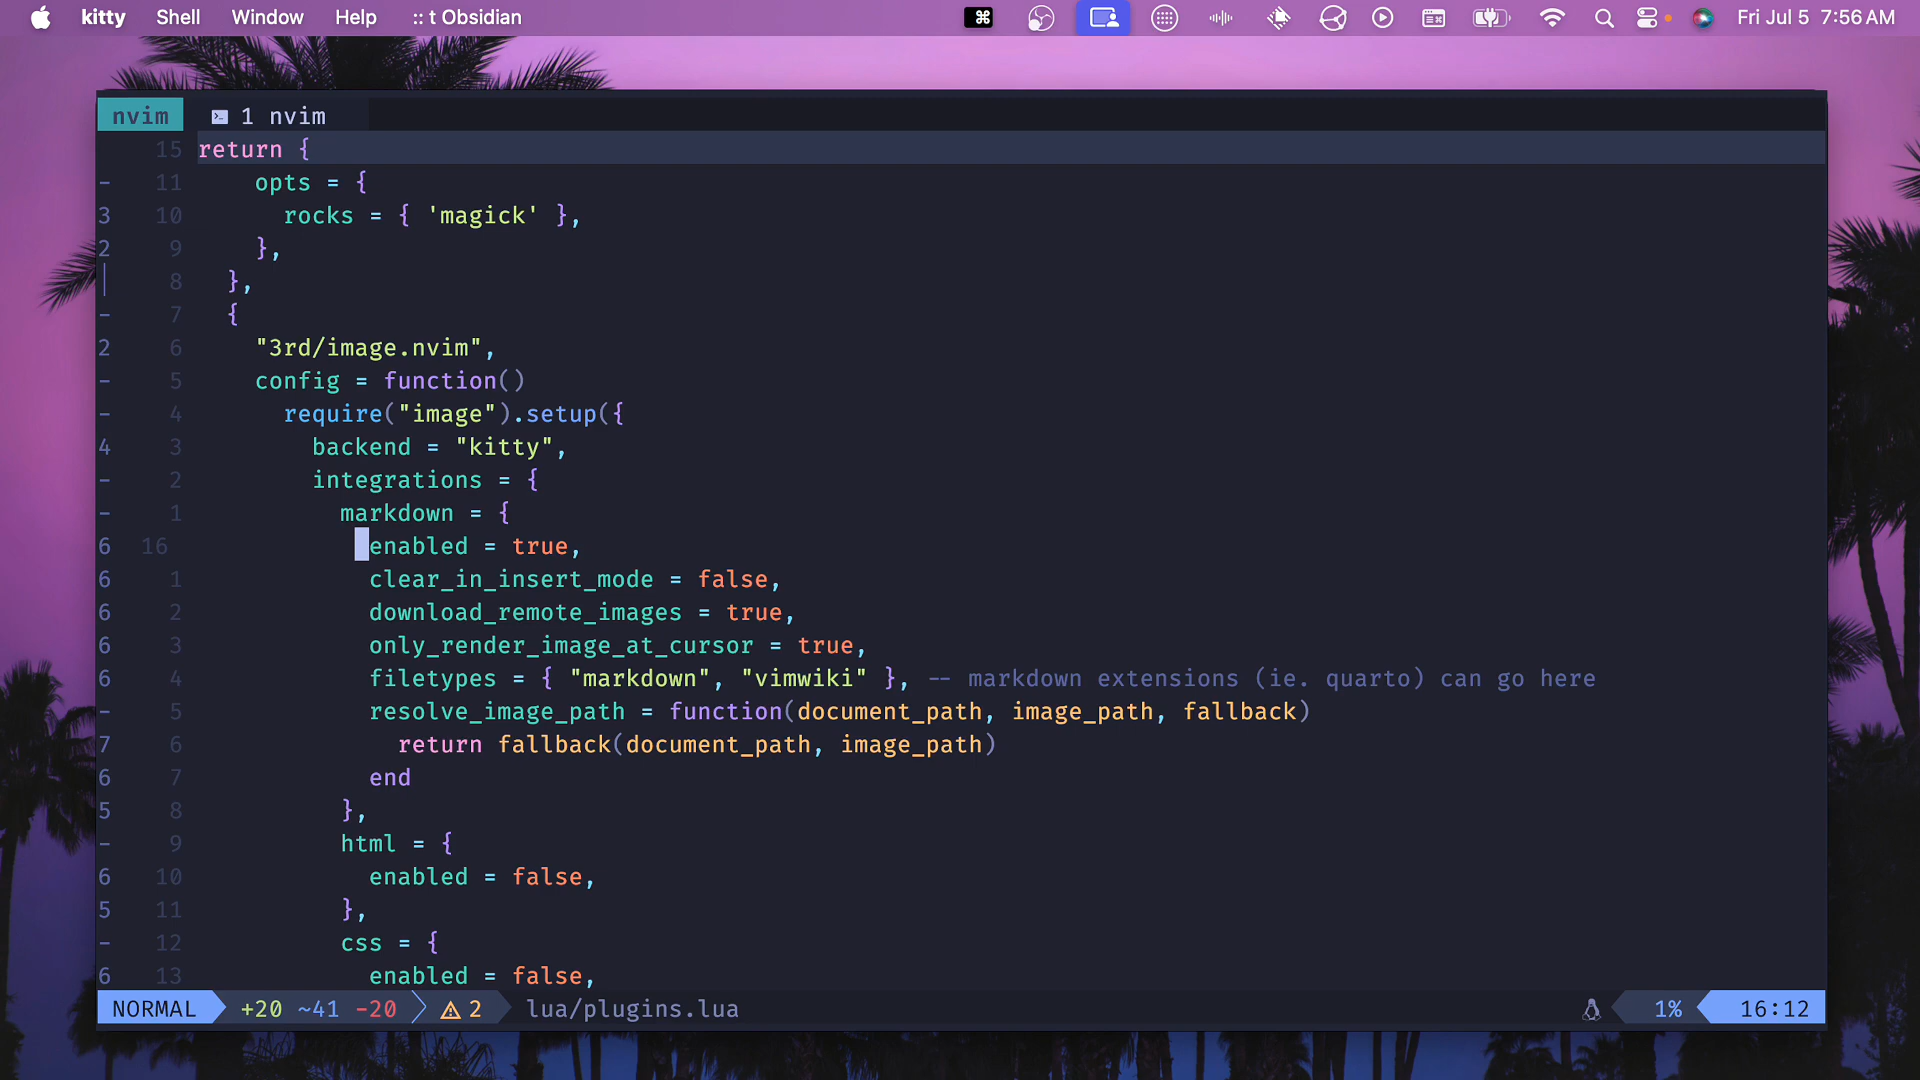 kitty Shell Window Help :: t Obsidian Fri Jul 5 7:56 AM
nvim 1 nvim
15 return {
- 11 opts = {
3 10 rocks = { 'magick' },
2 9 },
│ 8 },
- 7 {
2 6 "3rd/image.nvim",
- 5 config = function()
- 4 require("image").setup({
4 3 backend = "kitty",
- 2 integrations = {
- 1 markdown = {
6 16 enabled = true,
6 1 clear_in_insert_mode = false,
6 2 download_remote_images = true,
6 3 only_render_image_at_cursor = true,
6 4 filetypes = { "markdown", "vimwiki" }, -- markdown extensions (ie. quarto) can go here
- 5 resolve_image_path = function(document_path, image_path, fallback)
7 6 return fallback(document_path, image_path)
6 7 end
5 8 },
- 9 html = {
6 10 enabled = false,
5 11 },
- 12 css = {
6 13 enabled = false,
NORMAL +20 ~41 -20 2 lua/plugins.lua 1% 16:12